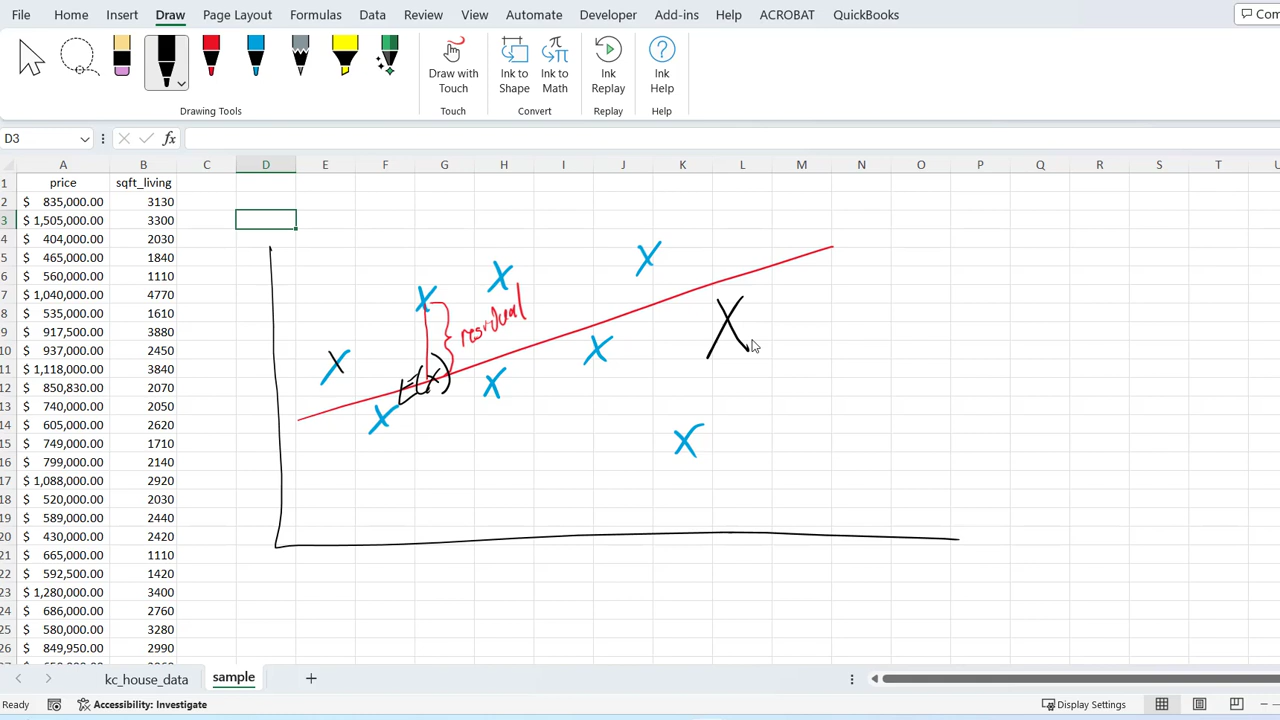 File Home Insert Draw Page Layout Formulas Data Review View Automate Developer Add-ins Help ACROBAT QuickBooks
Draw with Touch Ink to Shape Ink to Math Ink Replay Ink Help
Drawing Tools Touch Convert Replay Help
D3 fx
A B C D E F G H I J K L M N O P Q R S T U
1 price sqft_living
2 $ 835,000.00 3130
3 $ 1,505,000.00 3300
4 $ 404,000.00 2030
5 $ 465,000.00 1840
6 $ 560,000.00 1110
7 $ 1,040,000.00 4770
8 $ 535,000.00 1610
9 $ 917,500.00 3880
10 $ 937,000.00 2450
11 $ 1,118,000.00 3840
12 $ 850,830.00 2070
13 $ 740,000.00 2050
14 $ 605,000.00 2620
15 $ 749,000.00 1710
16 $ 799,000.00 2140
17 $ 1,088,000.00 2920
18 $ 520,000.00 2030
19 $ 589,000.00 2440
20 $ 430,000.00 2420
21 $ 665,000.00 1110
22 $ 592,500.00 1420
23 $ 1,280,000.00 3400
24 $ 686,000.00 2760
25 $ 580,000.00 3280
26 $ 849,950.00 2990
X X
X residual
X
X
(x) X
X
X
X
kc_house_data sample
Ready Accessibility: Investigate Display Settings